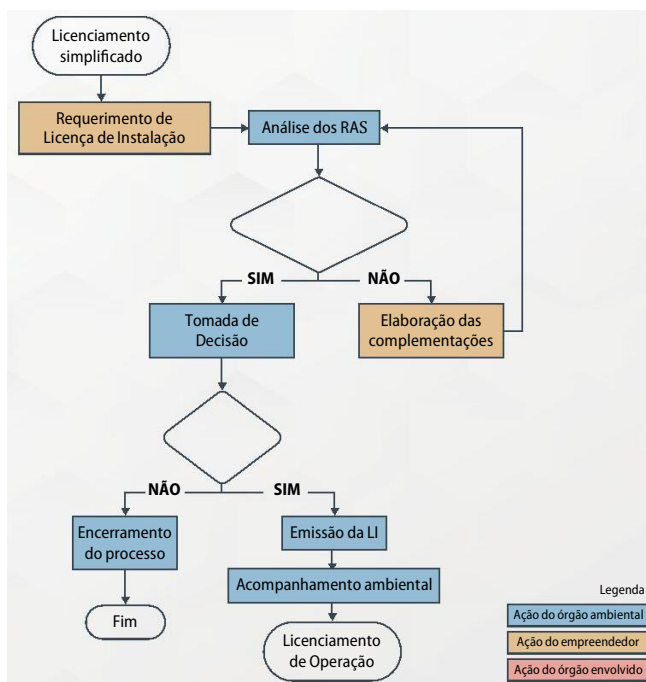 Licenciamento
simplificado
Requerimento de
Licença de Instalação
Análise dos RAS
SIM
NÃO
Tomada de
Decisão
Elaboração das
complementações
NÃO
SIM
Encerramento
do processo
Emissão da LI
Acompanhamento ambiental
Fim
Licenciamento
de Operação
Legenda
Ação do órgão ambiental
Ação do empreendedor
Ação do órgão envolvido